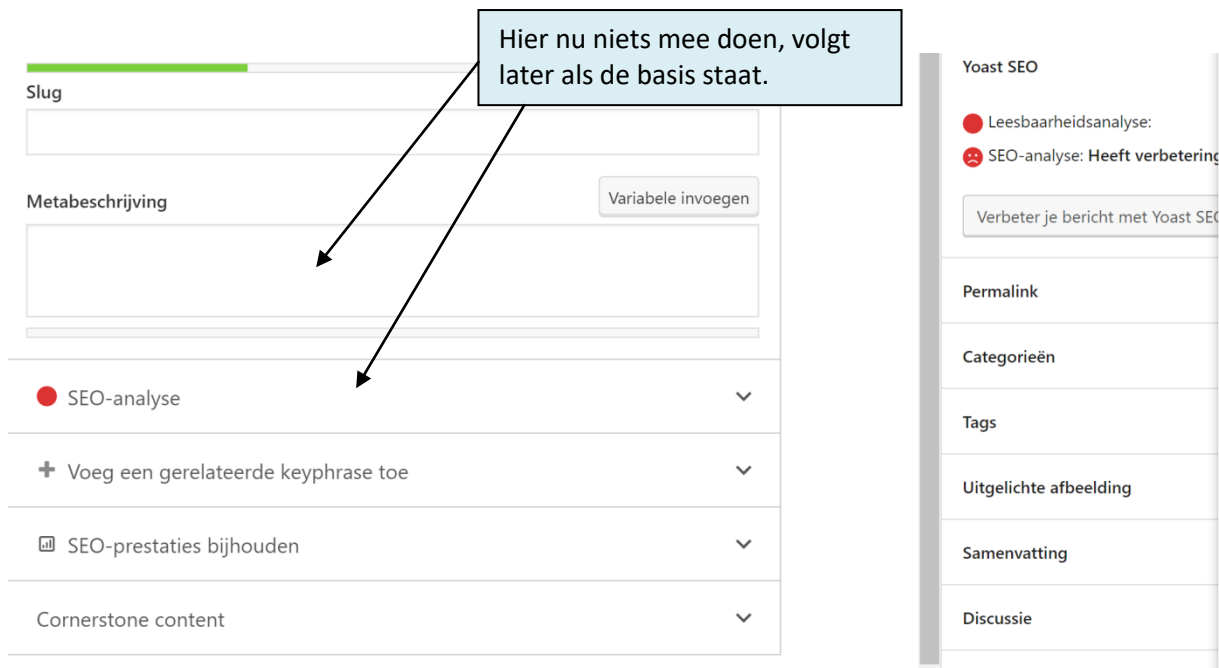 Hier nu niets mee doen, volgt
later als de basis staat.
Slug
Metabeschrijving
Variabele invoegen
SEO-analyse
Voeg een gerelateerde keyphrase toe
SEO-prestaties bijhouden
Cornerstone content
Yoast SEO
Leesbaarheidsanalyse:
SEO-analyse: Heeft verbetering
Verbeter je bericht met Yoast SEO
Permalink
Categorieën
Tags
Uitgelichte afbeelding
Samenvatting
Discussie